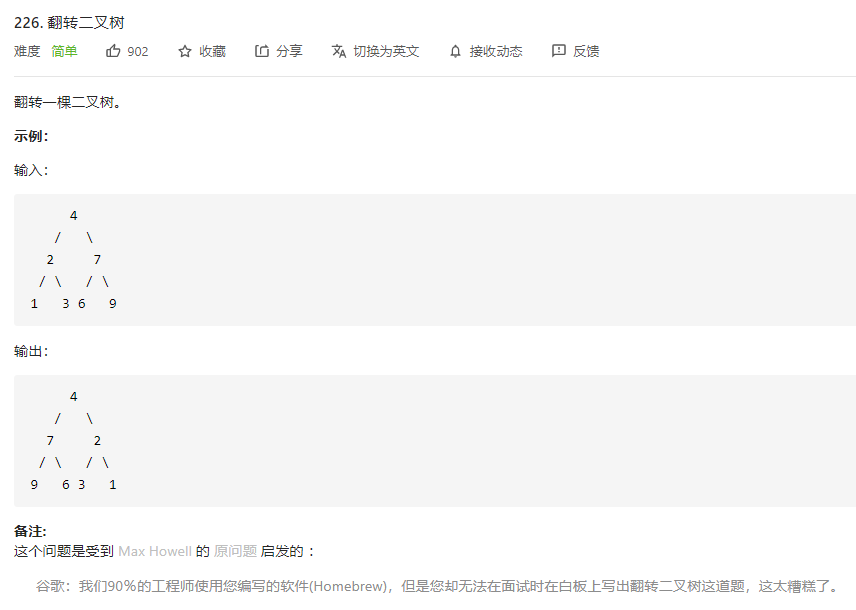 226. 翻转二叉树
难度 简单 902 收藏 分享 切换为英文 接收动态 反馈
翻转一棵二叉树。
示例：
输入：
4
/ \
2 7
/ \ / \
1 3 6 9
输出：
4
/ \
7 2
/ \ / \
9 6 3 1
备注:
这个问题是受到 Max Howell 的 原问题 启发的 ：
谷歌：我们90％的工程师使用您编写的软件(Homebrew)，但是您却无法在面试时在白板上写出翻转二叉树这道题，这太糟糕了。